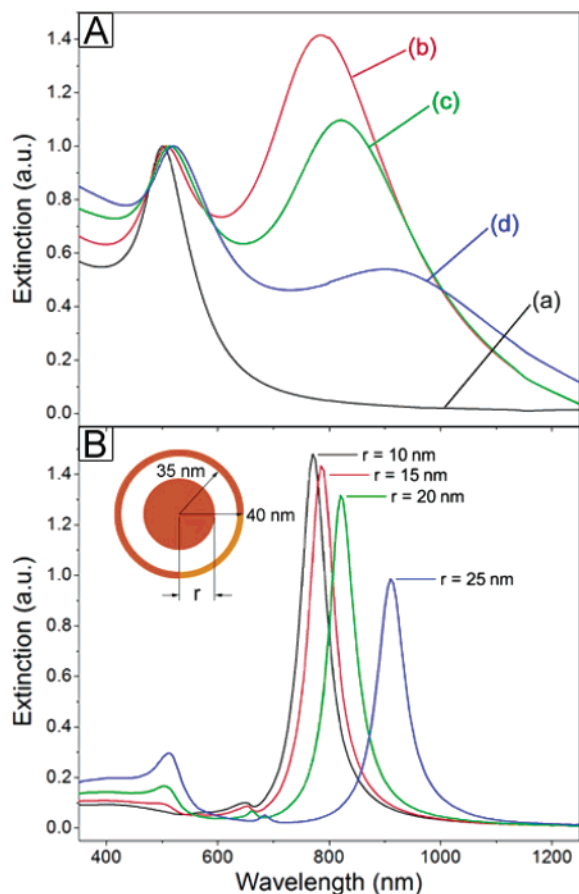 A
1.4
1.2
1.0
0.8
0.6
0.4
0.2
0.0
Extinction (a.u.)
(b)
(c)
(d)
(a)
B
1.4
1.2
1.0
0.8
0.6
0.4
0.2
0.0
Extinction (a.u.)
35 nm
40 nm
r
r = 10 nm
r = 15 nm
r = 20 nm
r = 25 nm
400 600 800 1000 1200
Wavelength (nm)